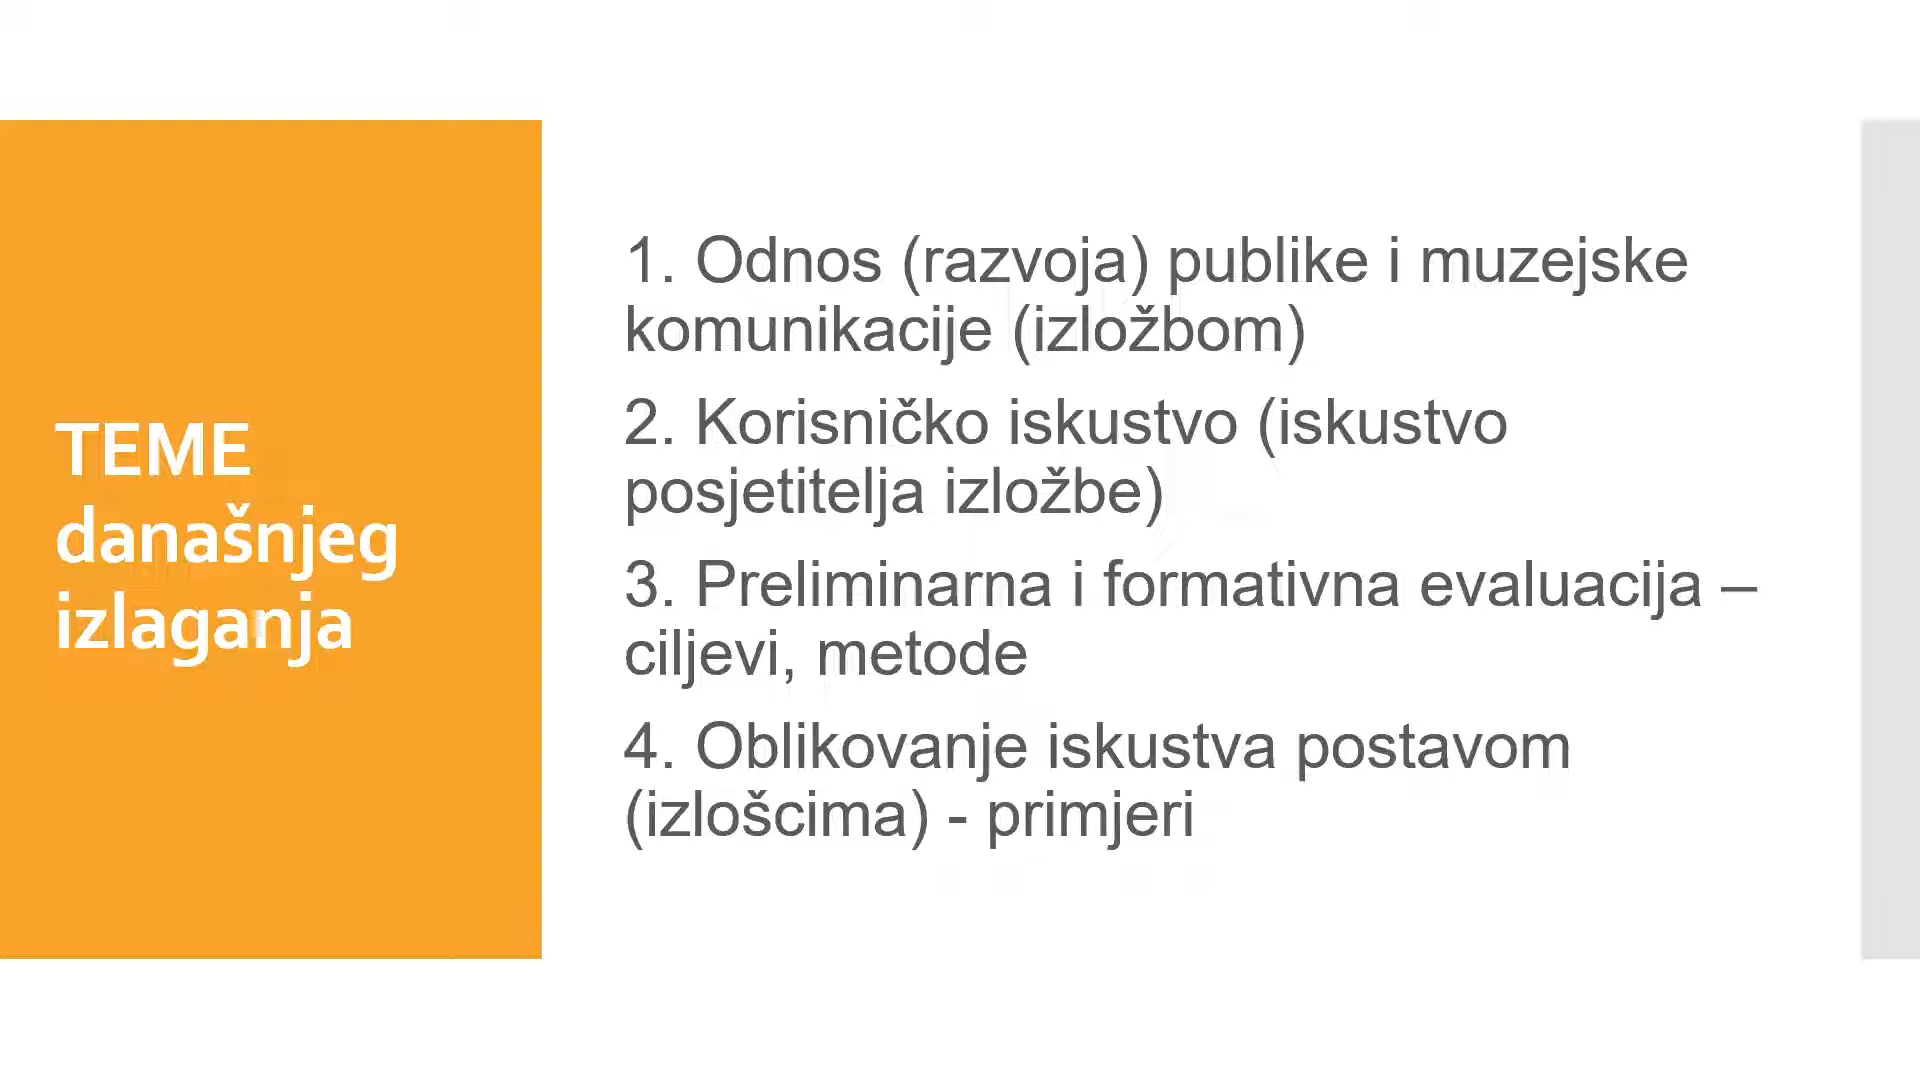 TEME
današnjeg
izlaganja
1. Odnos (razvoja) publike i muzejske
komunikacije (izložbom)
2. Korisničko iskustvo (iskustvo
posjetitelja izložbe)
3. Preliminarna i formativna evaluacija –
ciljevi, metode
4. Oblikovanje iskustva postavom
(izlošcima) - primjeri